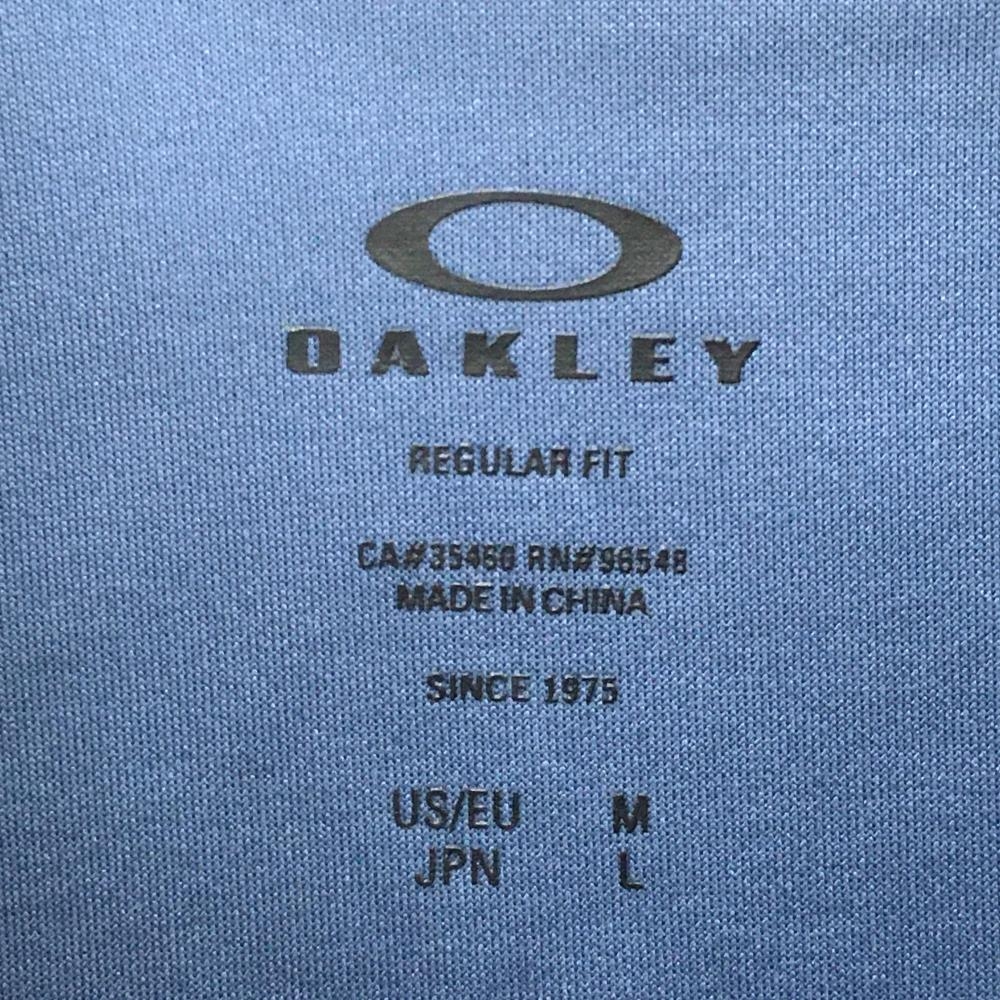 OAKLEY
REGULAR FIT
CA#35460 RN#96548
MADE IN CHINA
SINCE 1975
US/EU M
JPN L